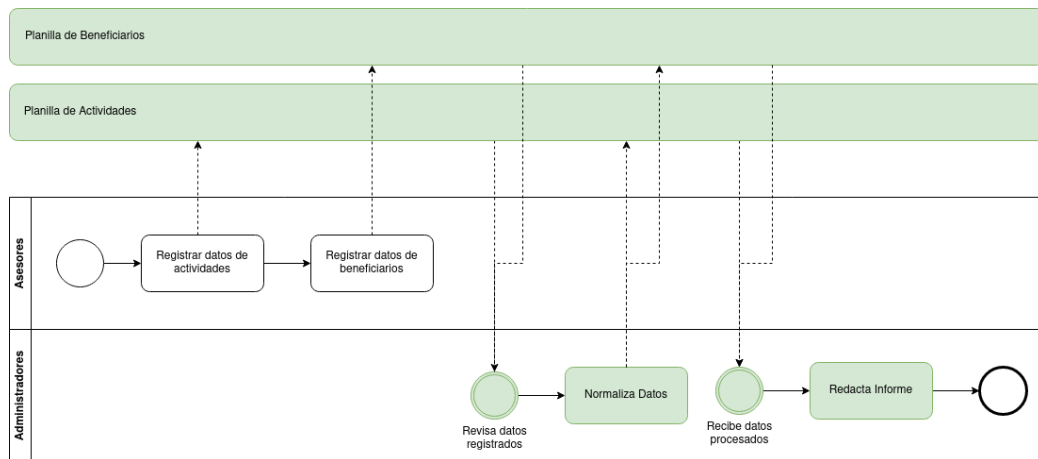 Planilla de Beneficiarios
Planilla de Actividades
Asesores
Registrar datos de
actividades
Registrar datos de
beneficiarios
Administradores
Revisa datos
registrados
Normaliza Datos
Recibe datos
procesados
Redacta Informe